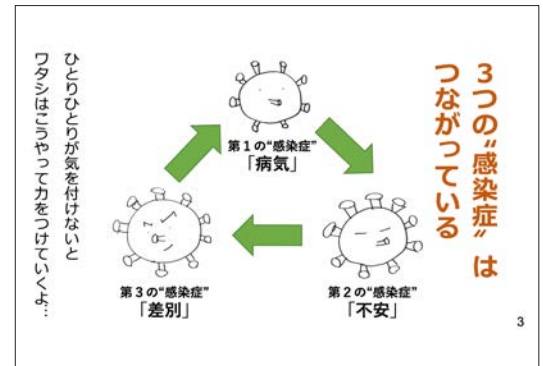 ３つの“感染症”は
つながっている
第１の“感染症”
「病気」
第２の“感染症”
「不安」
第３の“感染症”
「差別」
ひとりひとりが気を付けないと
ワタシはこうやって力をつけていくよ…
3